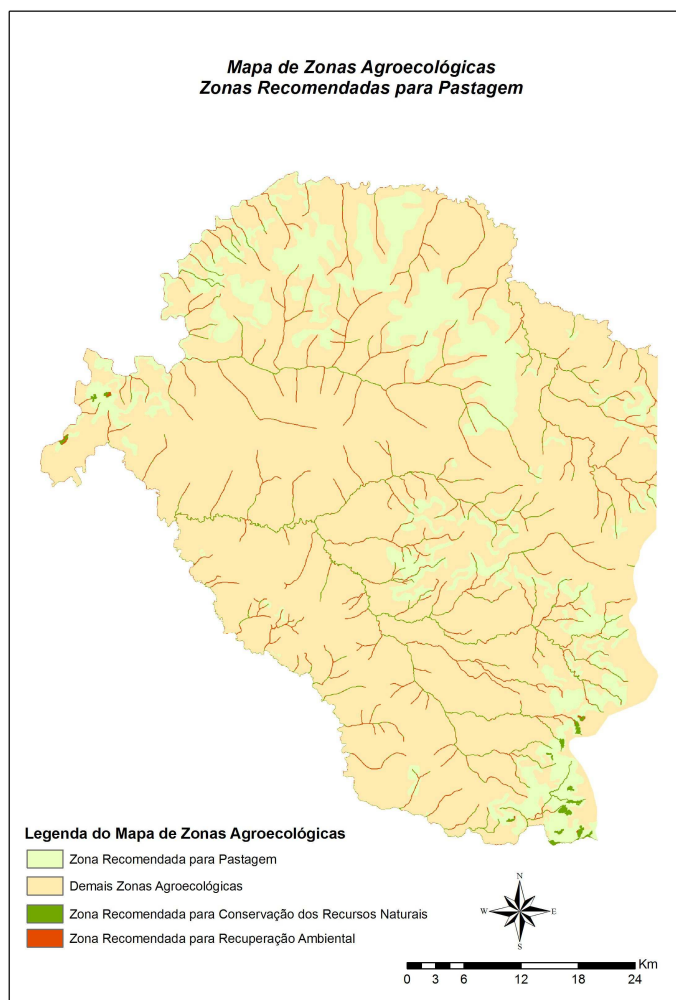 Mapa de Zonas Agroecológicas
Zonas Recomendadas para Pastagem
Legenda do Mapa de Zonas Agroecológicas
Zona Recomendada para Pastagem
Demais Zonas Agroecológicas
Zona Recomendada para Conservação dos Recursos Naturais
Zona Recomendada para Recuperação Ambiental
N
W E
S
Km
0 3 6 12 18 24